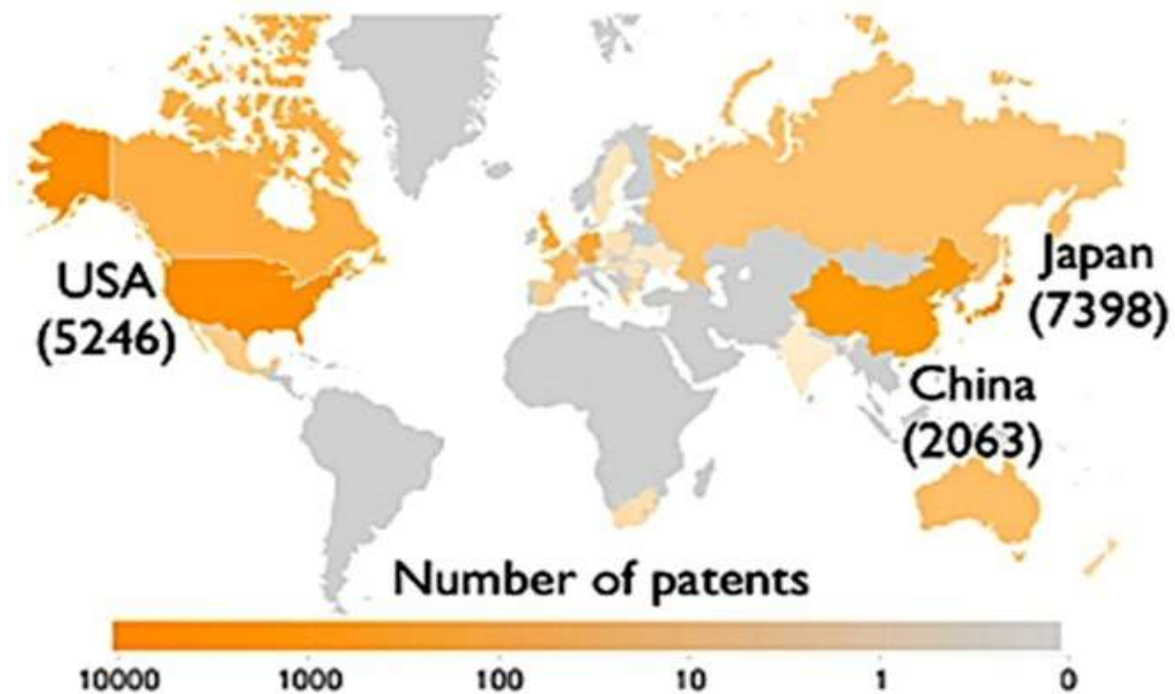 USA
(5246)
Japan
(7398)
China
(2063)
Number of patents
10000 1000 100 10 1 0